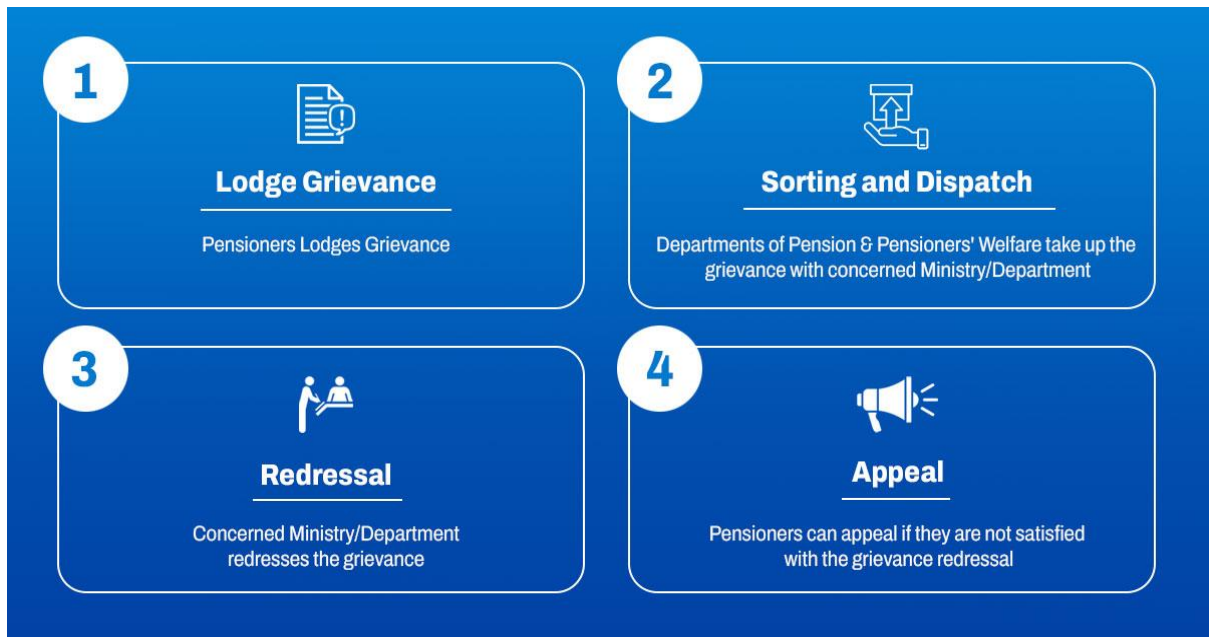 1
Lodge Grievance
Pensioners Lodges Grievance
2
Sorting and Dispatch
Departments of Pension & Pensioners' Welfare take up the
grievance with concerned Ministry/Department
3
Redressal
Concerned Ministry/Department
redresses the grievance
4
Appeal
Pensioners can appeal if they are not satisfied
with the grievance redressal